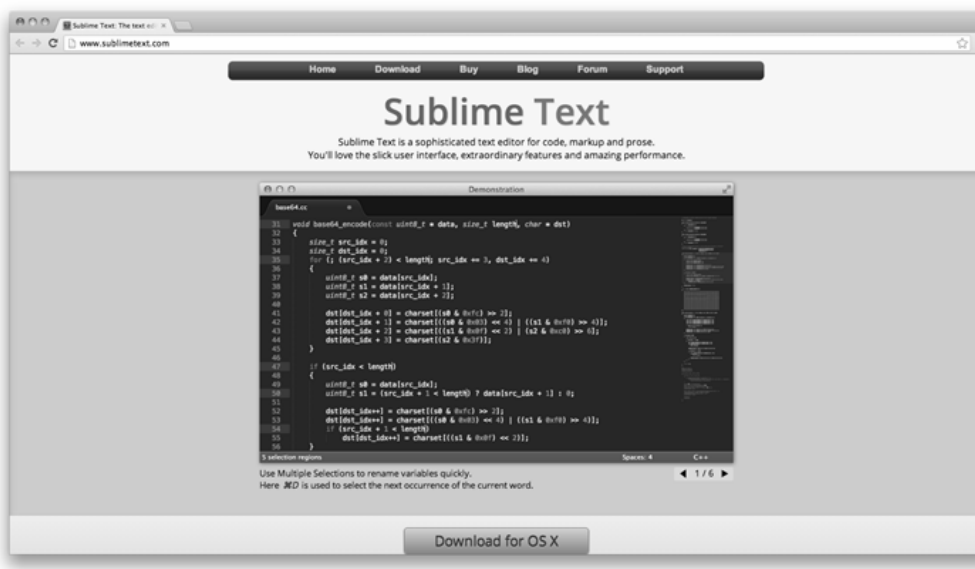 Sublime Text: The text edi
www.sublimetext.com
Home Download Buy Blog Forum Support
Sublime Text
Sublime Text is a sophisticated text editor for code, markup and prose.
You'll love the slick user interface, extraordinary features and amazing performance.
Demonstration
base64.cc
31 void base64_encode(const uint8_t * data, size_t length, char * dst)
32 {
33 size_t src_idx = 0;
34 size_t dst_idx = 0;
35 for (; (src_idx + 2) < length; src_idx += 3, dst_idx += 4)
36 {
37 uint8_t s0 = data[src_idx];
38 uint8_t s1 = data[src_idx + 1];
39 uint8_t s2 = data[src_idx + 2];
40
41 dst[dst_idx + 0] = charset[(s0 & 0xfc) >> 2];
42 dst[dst_idx + 1] = charset[((s0 & 0x03) << 4) | ((s1 & 0xf0) >> 4)];
43 dst[dst_idx + 2] = charset[((s1 & 0x0f) << 2) | (s2 & 0xc0) >> 6];
44 dst[dst_idx + 3] = charset[(s2 & 0x3f)];
45 }
46
47 if (src_idx < length)
48 {
49 uint8_t s0 = data[src_idx];
50 uint8_t s1 = (src_idx + 1 < length) ? data[src_idx + 1] : 0;
51
52 dst[dst_idx++] = charset[(s0 & 0xfc) >> 2];
53 dst[dst_idx++] = charset[((s0 & 0x03) << 4) | ((s1 & 0xf0) >> 4)];
54 if (src_idx + 1 < length)
55 dst[dst_idx++] = charset[((s1 & 0x0f) << 2)];
56 }
5 selection regions Spaces: 4 C++
Use Multiple Selections to rename variables quickly.
Here ⌘D is used to select the next occurrence of the current word.
1 / 6
Download for OS X